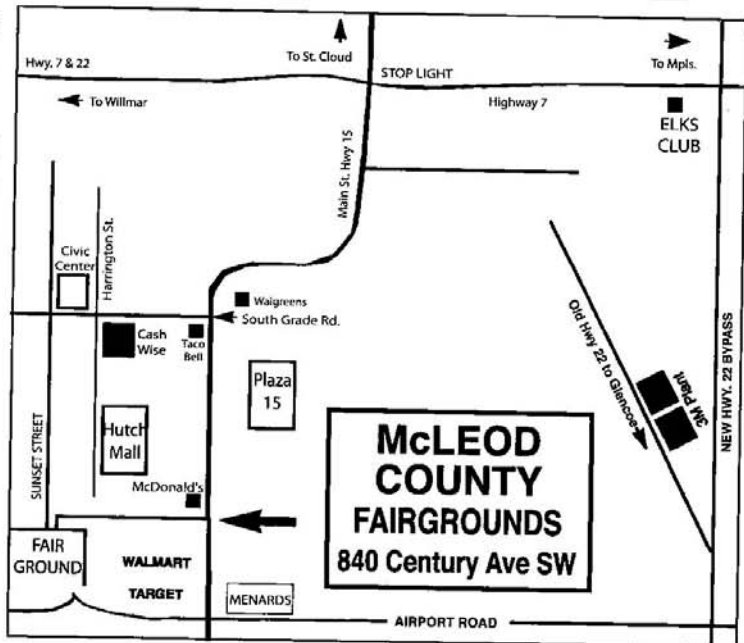 Hwy. 7 & 22
To St. Cloud
STOP LIGHT
To Mpls.
To Willmar
Highway 7
ELKS
CLUB
Main St. Hwy 15
Harrington St.
Civic
Center
Walgreens
South Grade Rd.
Cash
Wise
Taco
Bell
Old Hwy 22 to Glencoe
3M Plant
NEW HWY. 22 BYPASS
Plaza
15
SUNSET STREET
Hutch
Mall
McDonald's
McLEOD
COUNTY
FAIRGROUNDS
840 Century Ave SW
FAIR
GROUND
WALMART
TARGET
MENARDS
AIRPORT ROAD